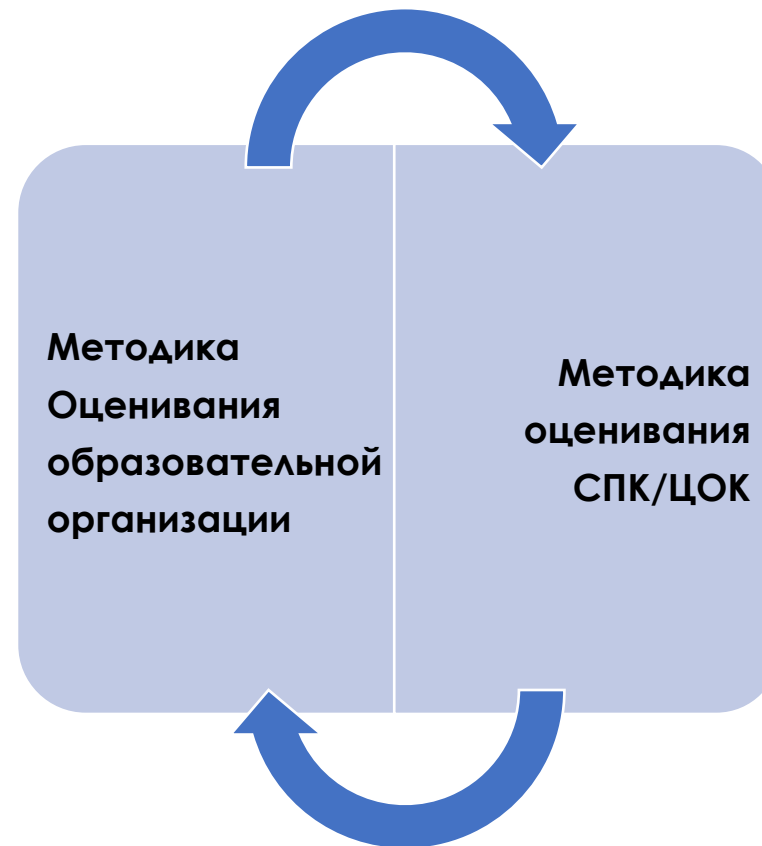 Методика
Оценивания
образовательной
организации
Методика
оценивания
СПК/ЦОК